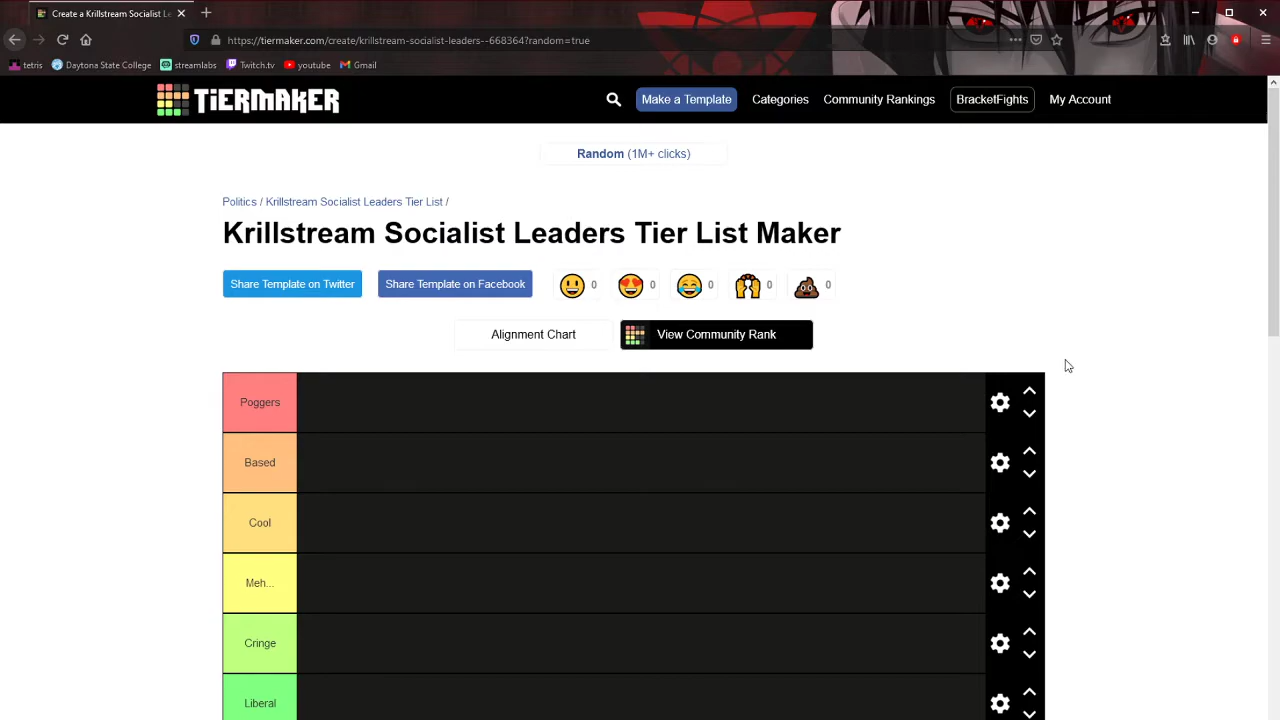 Create a Krillstream Socialist Le
https://tiermaker.com/create/krillstream-socialist-leaders--668364?random=true
tetris
Daytona State College
streamlabs
Twitch.tv
youtube
Gmail
TiERMAKER
Make a Template
Categories
Community Rankings
BracketFights
My Account
Random (1M+ clicks)
Politics / Krillstream Socialist Leaders Tier List /
Krillstream Socialist Leaders Tier List Maker
Share Template on Twitter
Share Template on Facebook
0
0
0
0
0
Alignment Chart
View Community Rank
Poggers
Based
Cool
Meh...
Cringe
Liberal